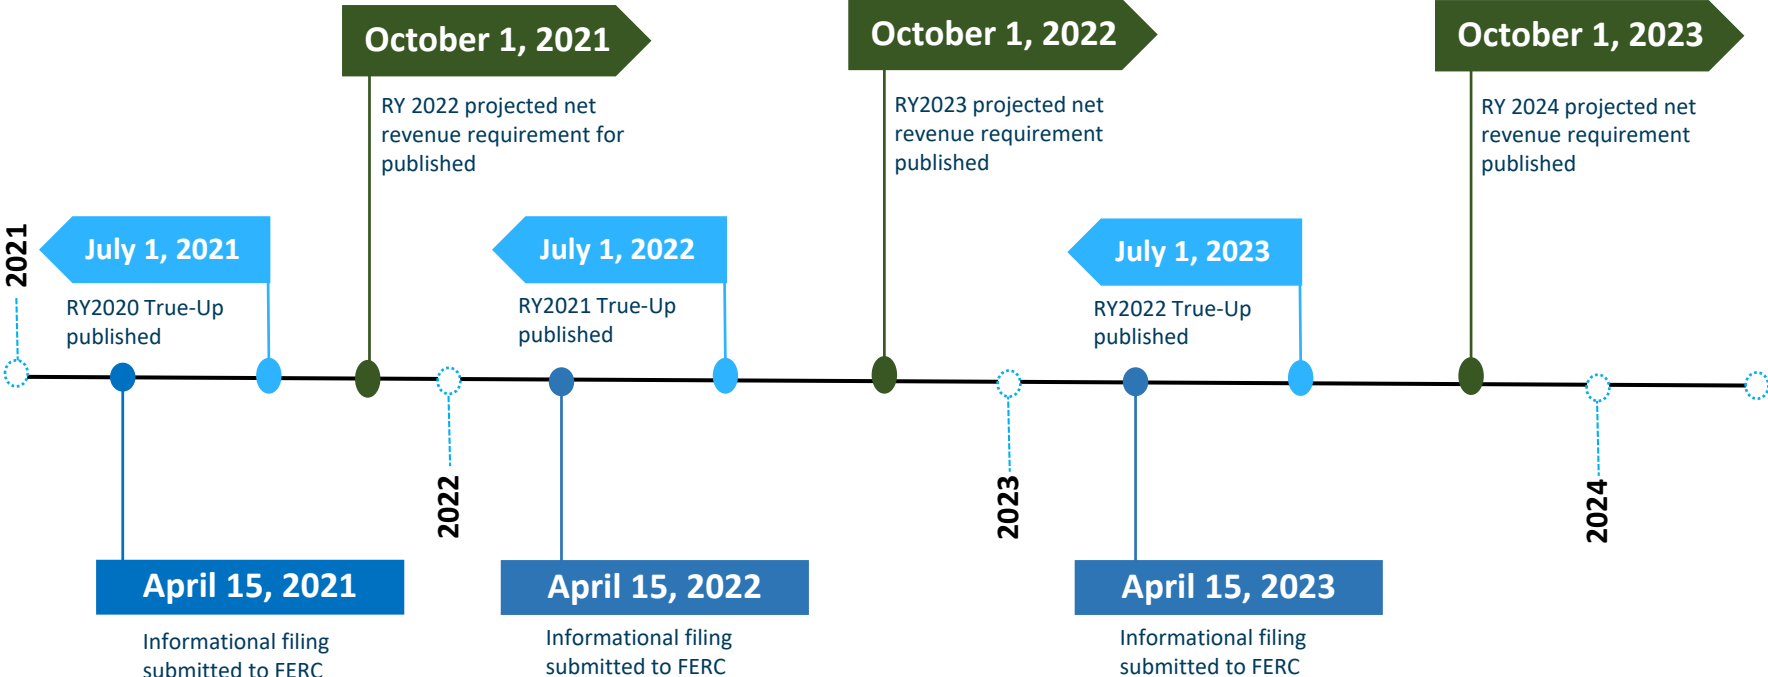 October 1, 2021
RY 2022 projected net
revenue requirement for
published
October 1, 2022
RY2023 projected net
revenue requirement
published
October 1, 2023
RY 2024 projected net
revenue requirement
published
2021
July 1, 2021
RY2020 True-Up
published
July 1, 2022
RY2021 True-Up
published
July 1, 2023
RY2022 True-Up
published
2022
2023
2024
April 15, 2021
Informational filing
submitted to FERC
April 15, 2022
Informational filing
submitted to FERC
April 15, 2023
Informational filing
submitted to FERC